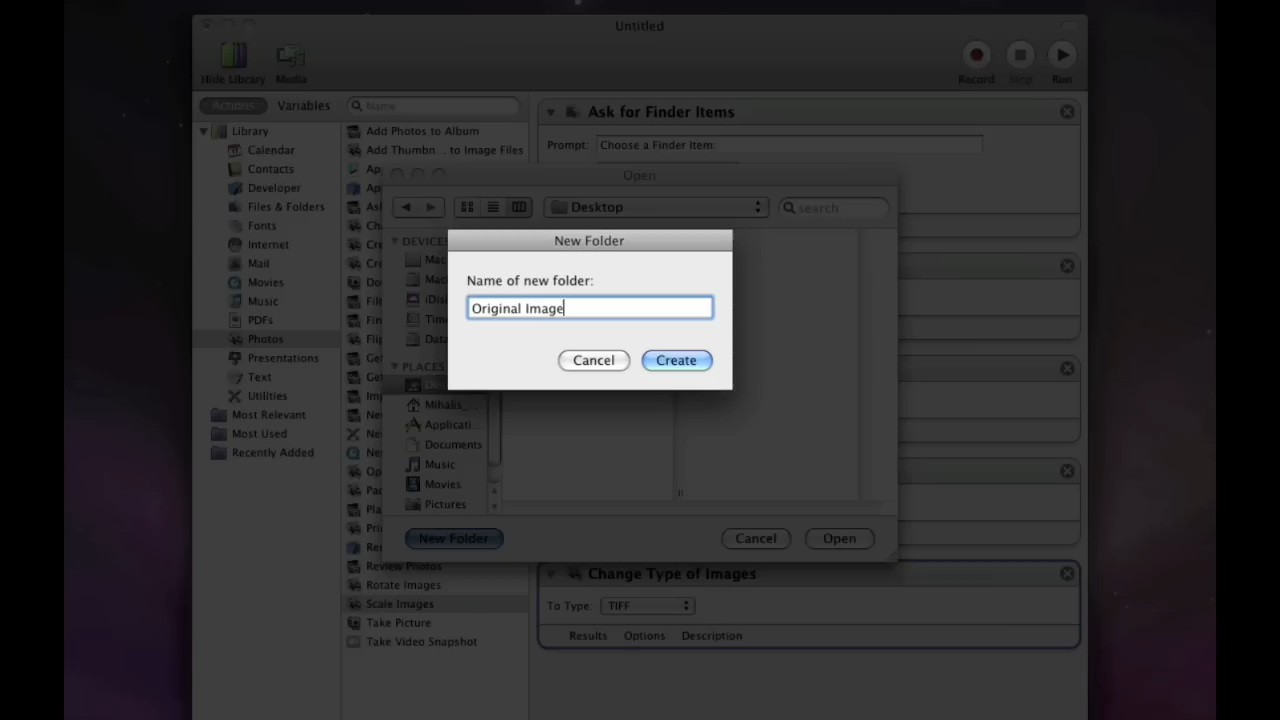 Untitled
Hide Library
Media
Record
Stop
Run
Actions
Variables
Name
Library
Calendar
Contacts
Developer
Files & Folders
Fonts
Internet
Mail
Movies
Music
PDFs
Photos
Presentations
Text
Utilities
Most Relevant
Most Used
Recently Added
Add Photos to Album
Add Thumbn... to Image Files
Review Photos
Rotate Images
Scale Images
Take Picture
Take Video Snapshot
Ask for Finder Items
Prompt: Choose a Finder Item:
Open
Desktop
search
DEVICES
PLACES
Mihalis_...
Applicati...
Documents
Music
Movies
Pictures
New Folder
Cancel
Open
New Folder
Name of new folder:
Original Image
Cancel
Create
Change Type of Images
To Type: TIFF
Results Options Description